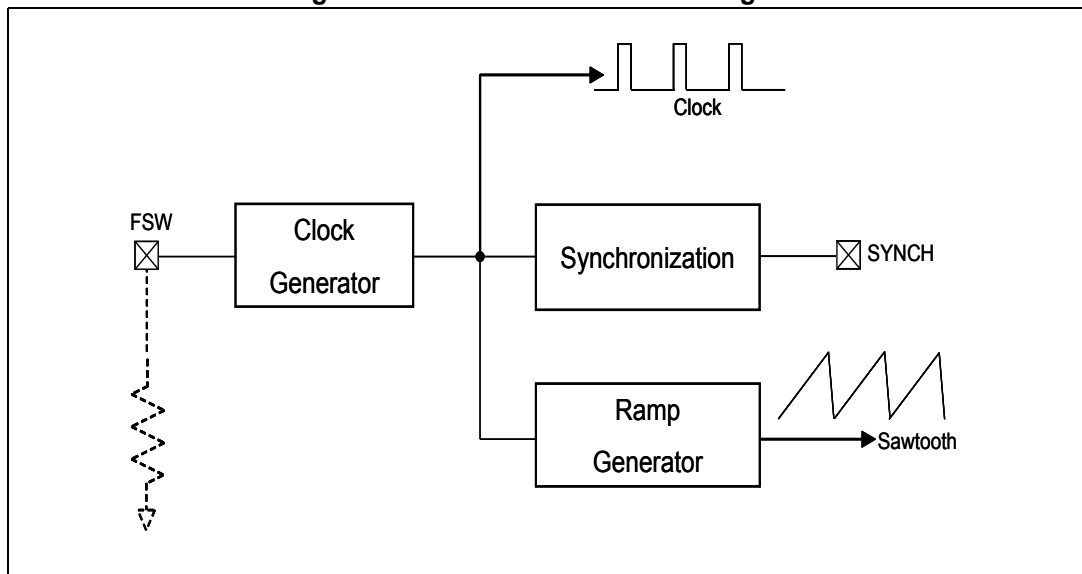 Clock
FSW
Clock
Generator
Synchronization
SYNCH
Ramp
Generator
Sawtooth